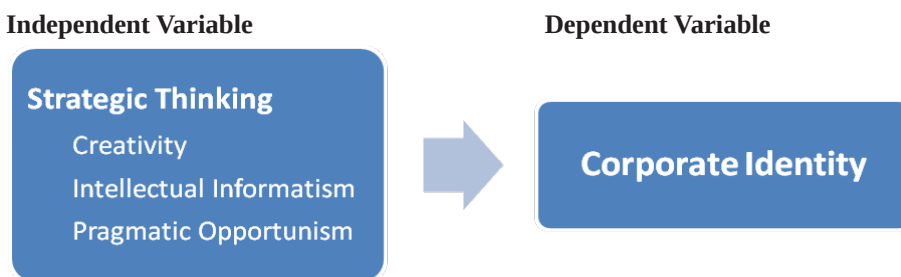 Independent Variable
Dependent Variable
Strategic Thinking
Creativity
Intellectual Informatism
Pragmatic Opportunism
Corporate Identity